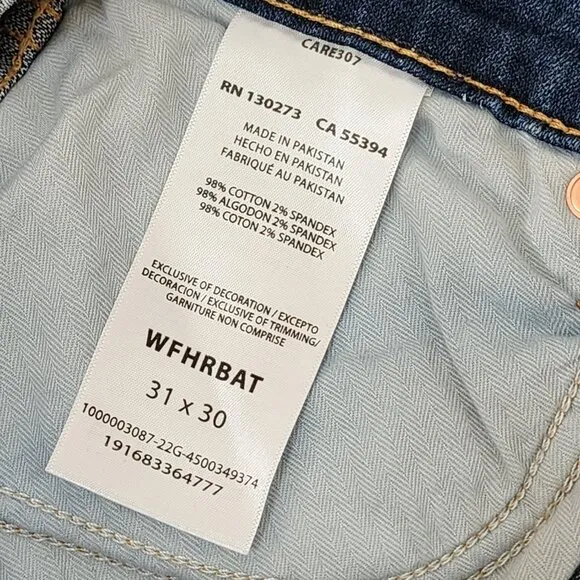 CARE307
RN 130273 CA 55394
MADE IN PAKISTAN
HECHO EN PAKISTAN
FABRIQUÉ AU PAKISTAN
98% COTTON 2% SPANDEX
98% ALGODON 2% SPANDEX
98% COTON 2% SPANDEX
EXCLUSIVE OF DECORATION / EXCEPTO
DECORACION / EXCLUSIVE OF TRIMMING/
GARNITURE NON COMPRISE
WFHRBAT
31 x 30
1000003087-22G-4500349374
191683364777